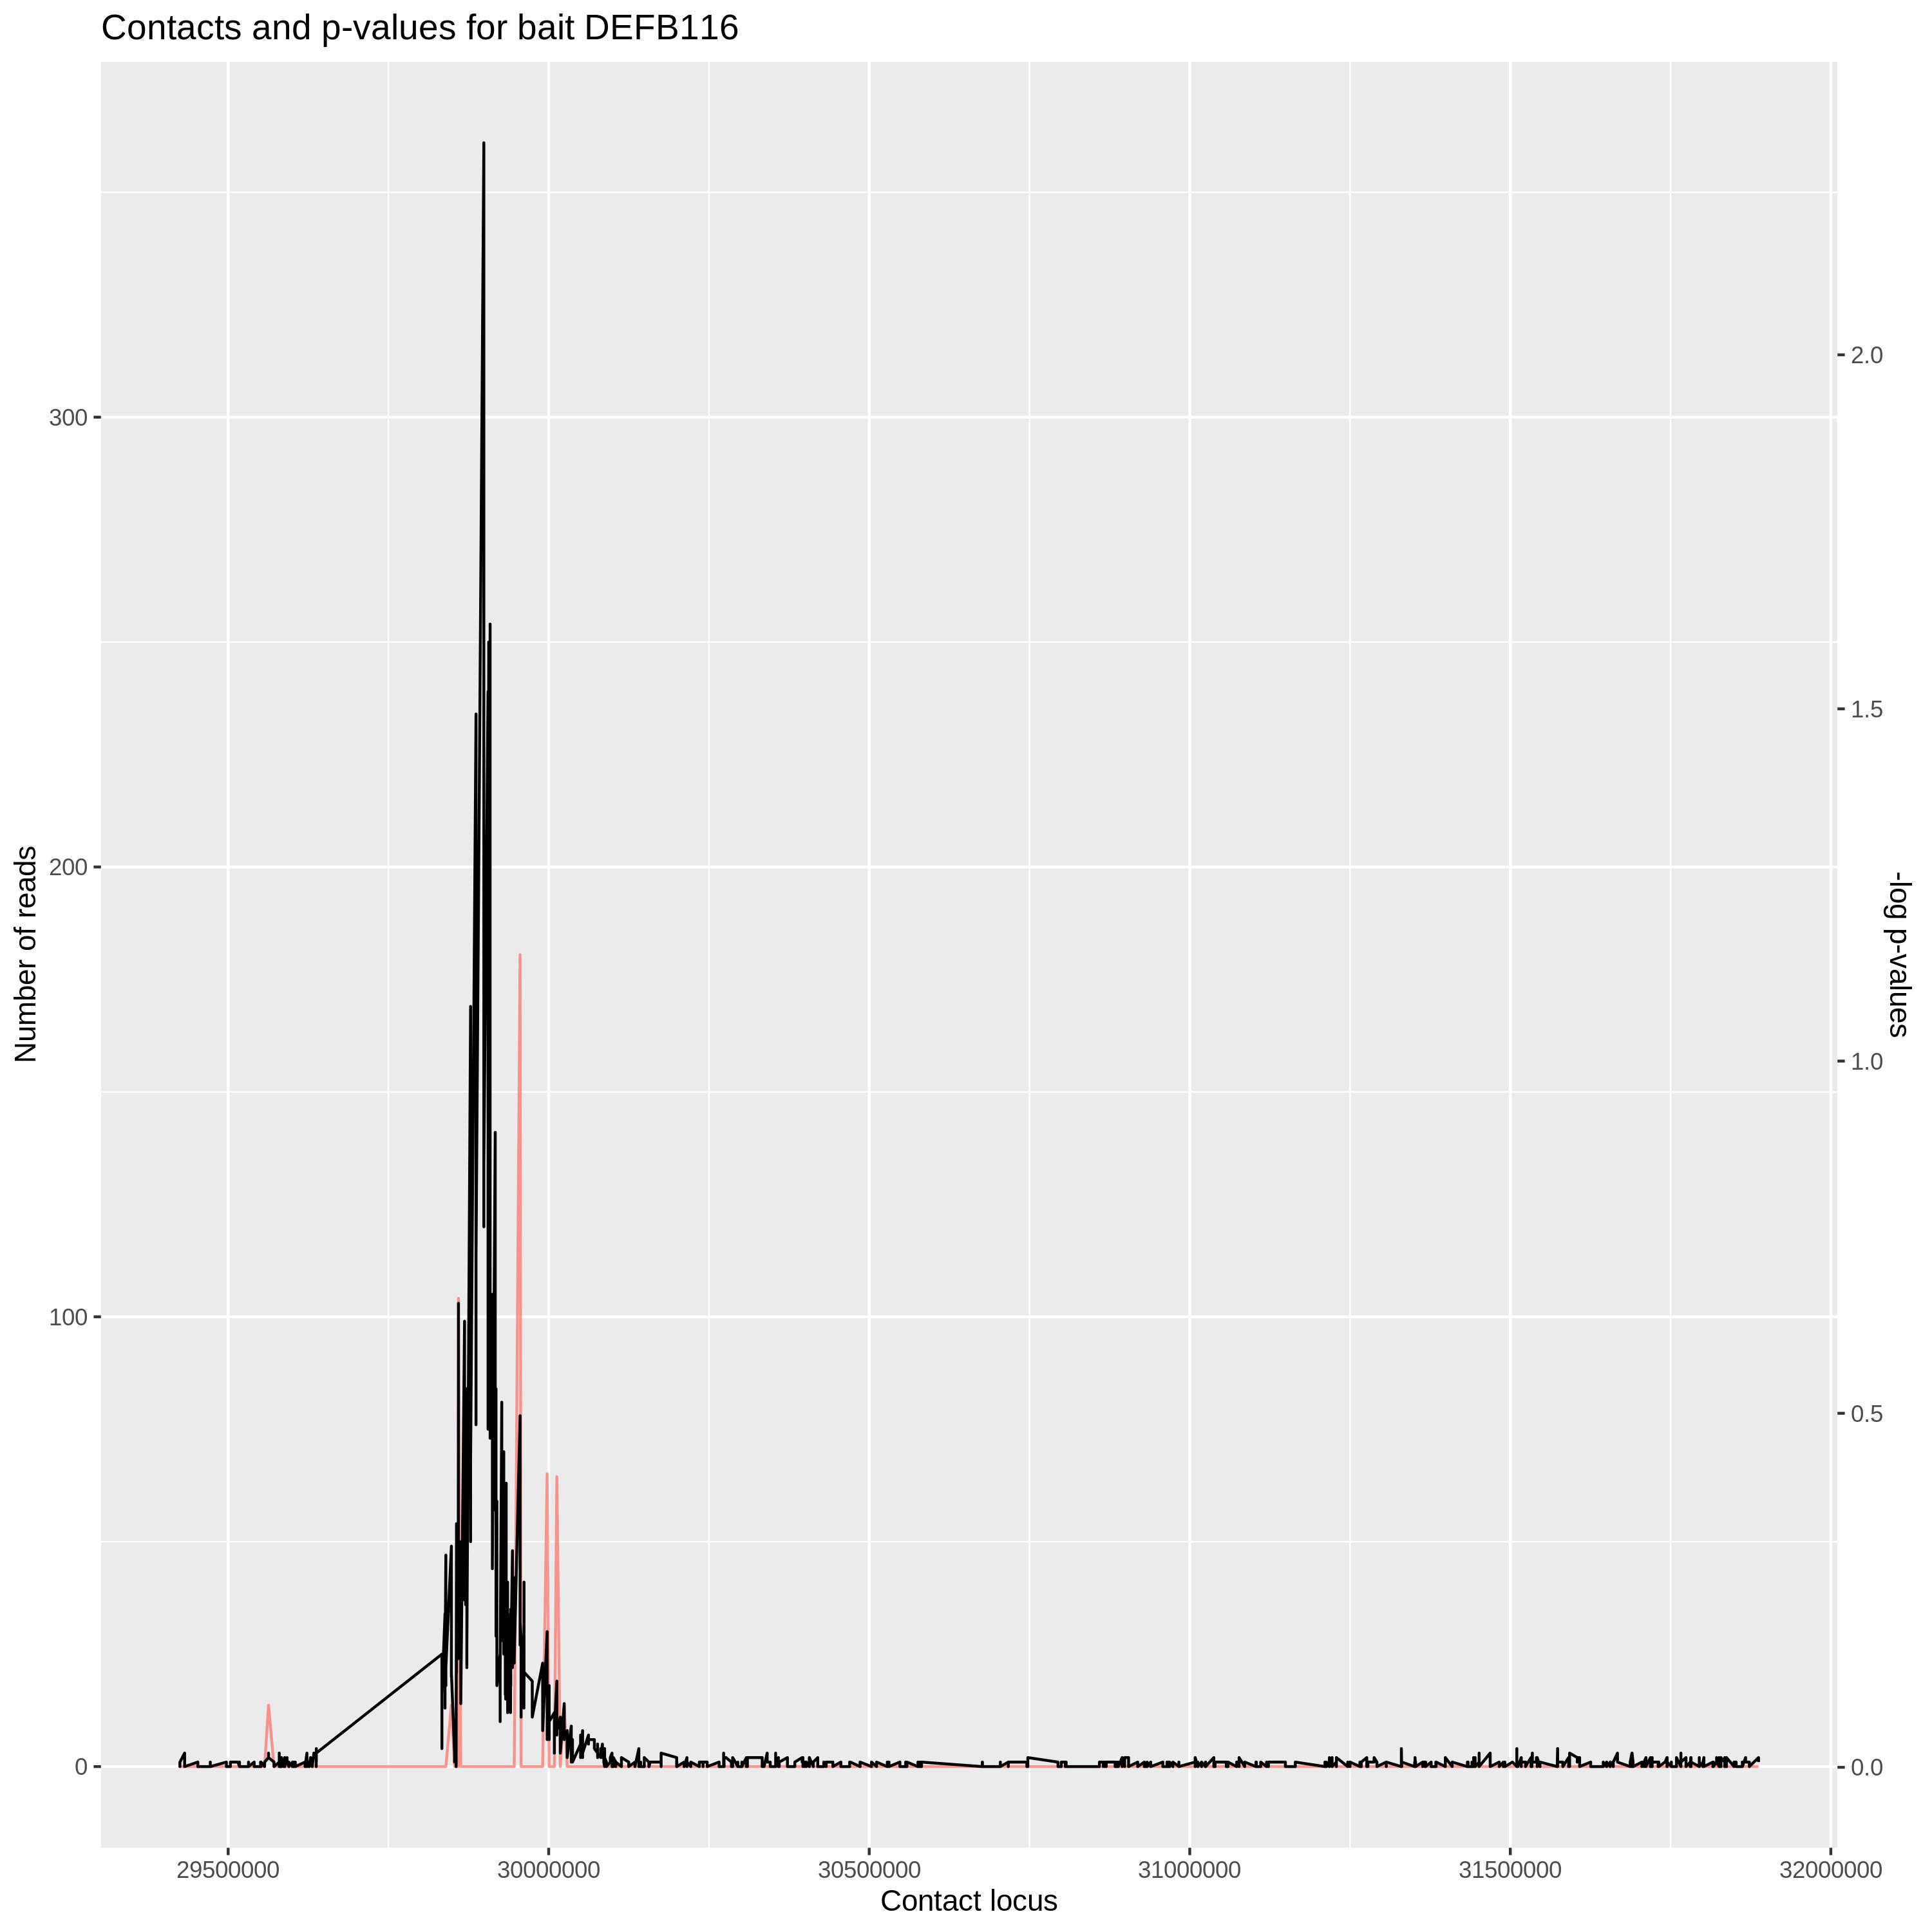 Contacts and p-values for bait DEFB116
Number of reads
300
200
100
0
2.0
1.5
1.0
0.5
0.0
-log p-values
29500000 30000000 30500000 31000000 31500000 32000000
Contact locus